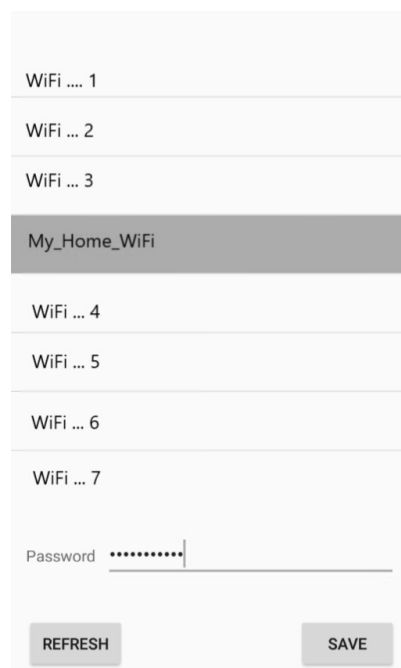 WiFi .... 1
WiFi ... 2
WiFi ... 3
My_Home_WiFi
WiFi ... 4
WiFi ... 5
WiFi ... 6
WiFi ... 7
Password •••••••••••
REFRESH SAVE